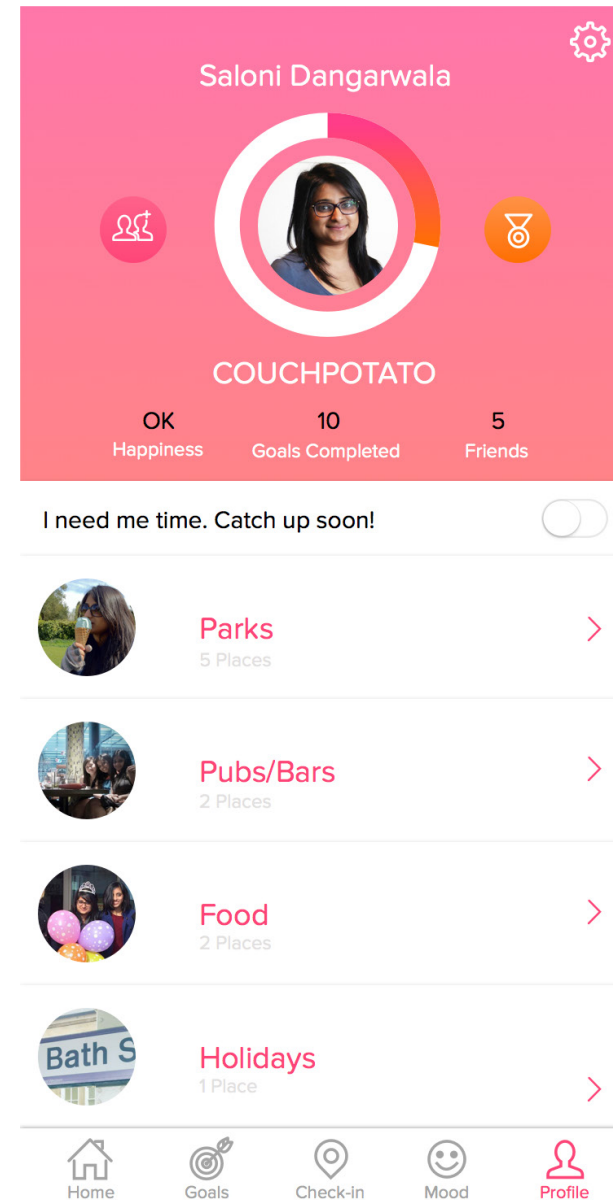 Saloni Dangarwala
COUCHPOTATO
OK 10 5
Happiness Goals Completed Friends
I need me time. Catch up soon!
Parks
5 Places
Pubs/Bars
2 Places
Food
2 Places
Bath S
Holidays
1 Place
Home Goals Check-in Mood Profile